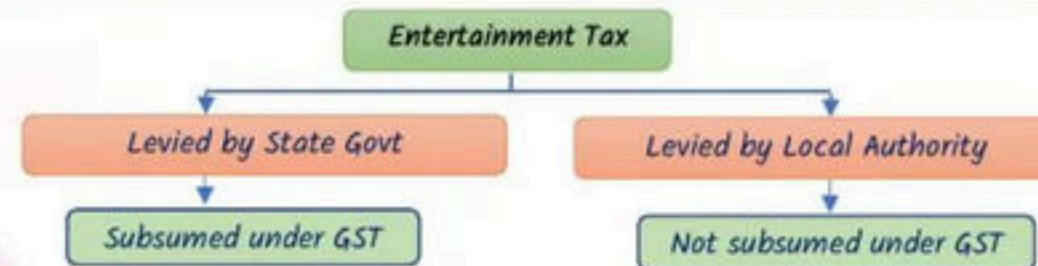 Entertainment Tax
Levied by State Govt
Levied by Local Authority
Subsumed under GST
Not subsumed under GST